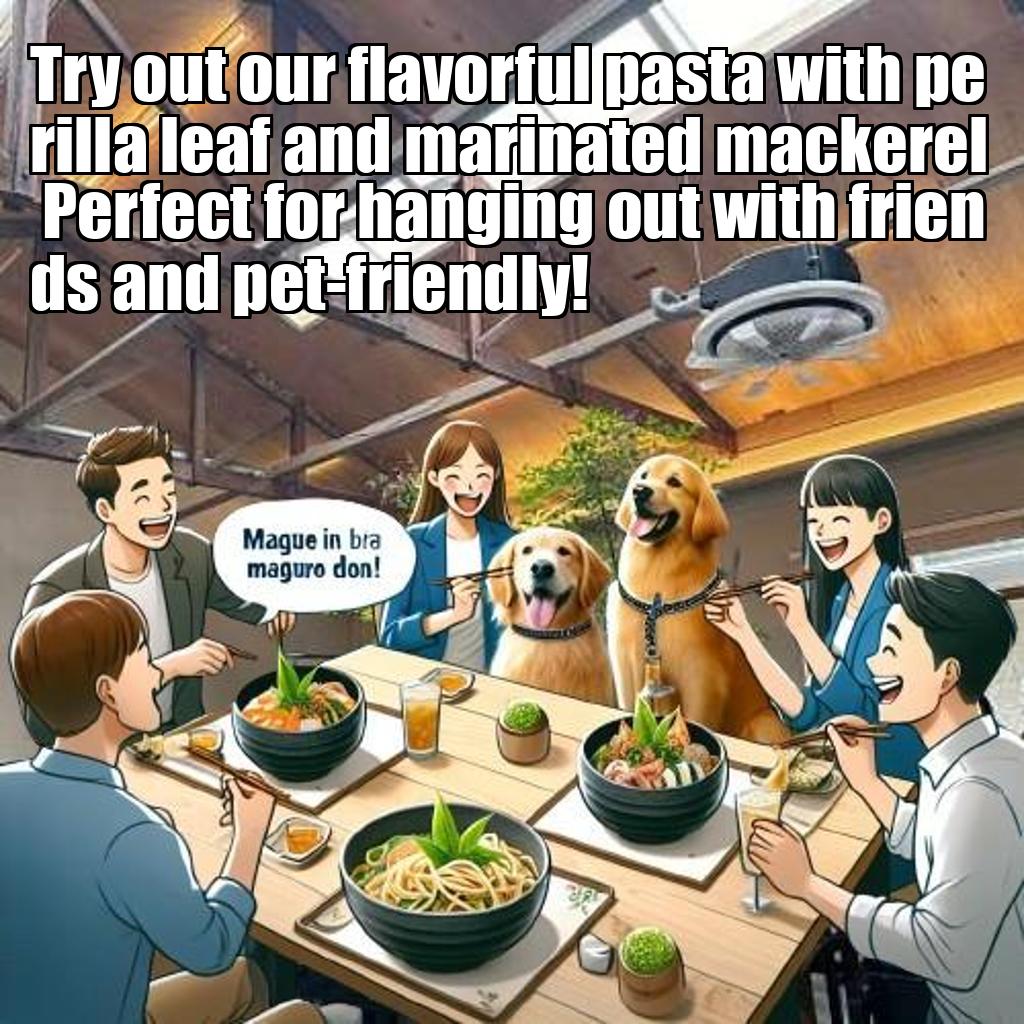 Try out our flavorful pasta with pe
rilla leaf and marinated mackerel
Perfect for hanging out with frien
ds and pet-friendly!
Mague in bra
maguro don!